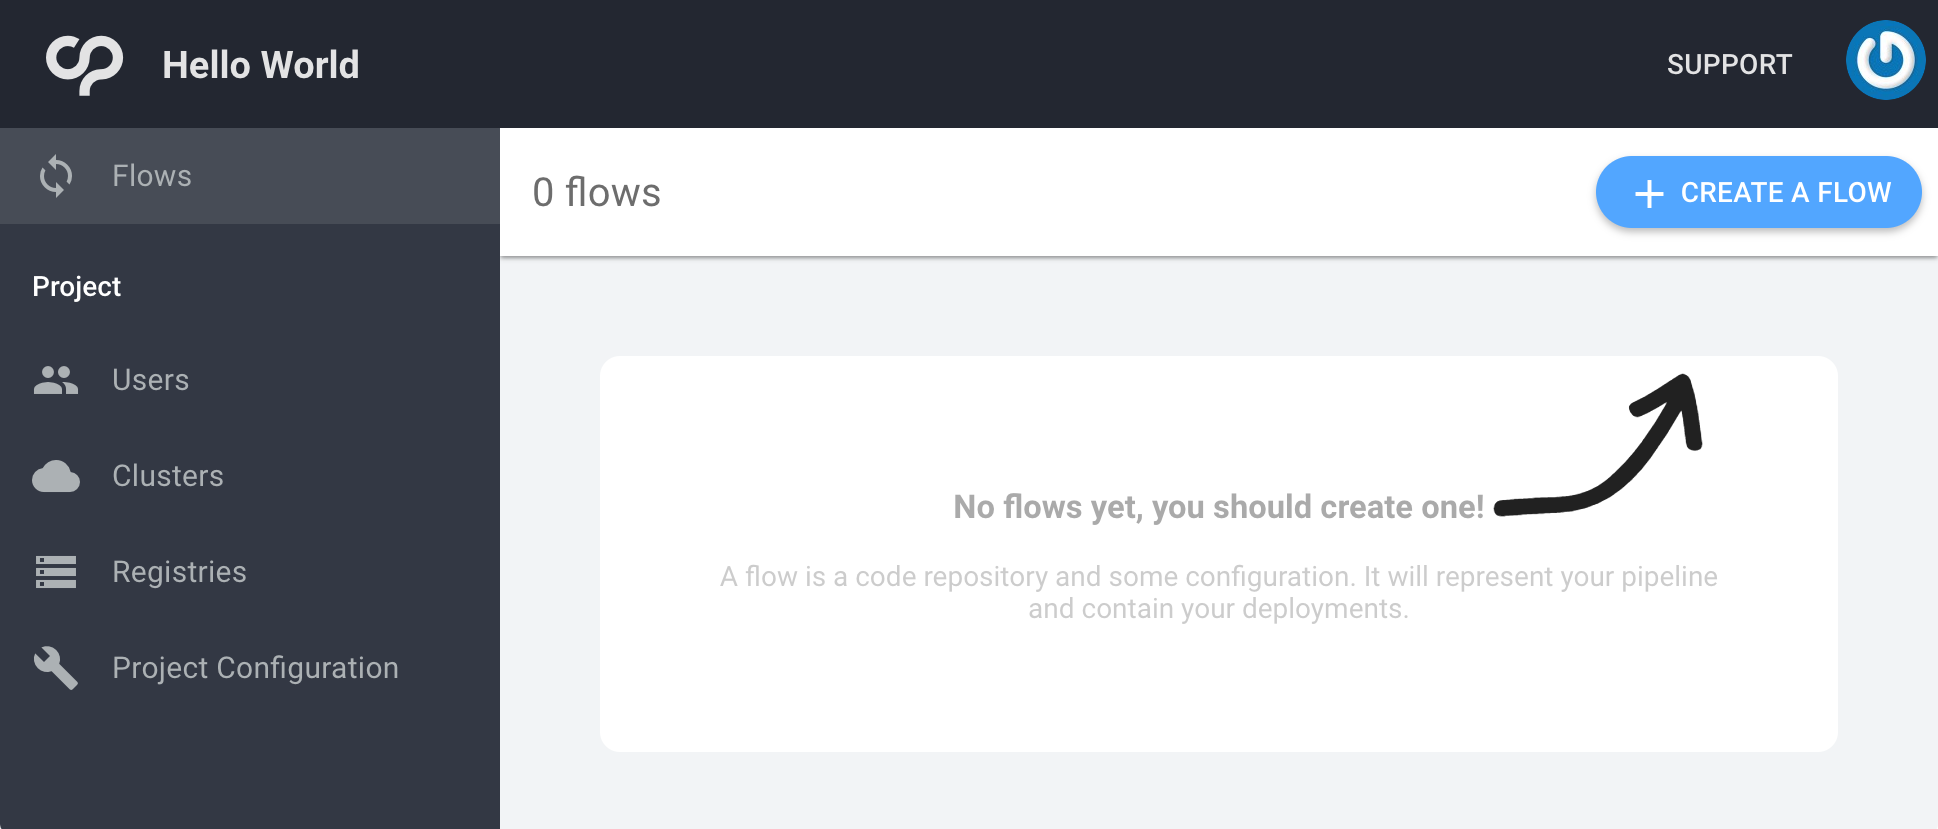 Hello World
SUPPORT
Flows
0 flows
CREATE A FLOW
Project
Users
Clusters
Registries
Project Configuration
No flows yet, you should create one!
A flow is a code repository and some configuration. It will represent your pipeline
and contain your deployments.